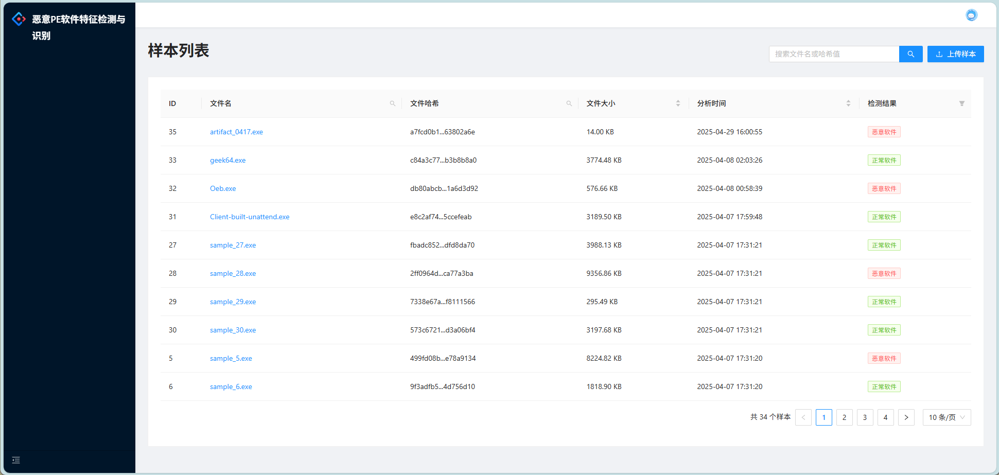 恶意PE软件特征检测与
识别
样本列表
搜索文件名或哈希值
上传样本
ID 文件名 文件哈希 文件大小 分析时间 检测结果
35 artifact_0417.exe a7fcd0b1...63802a6e 14.00 KB 2025-04-29 16:00:55 恶意软件
33 geek64.exe c84a3c77...b3b8b8a0 3774.48 KB 2025-04-08 02:03:26 正常软件
32 Oeb.exe db80abcb...1a6d3d92 576.66 KB 2025-04-08 00:58:39 恶意软件
31 Client-built-unattend.exe e8c2af74...5ccefeab 3189.50 KB 2025-04-07 17:59:48 正常软件
27 sample_27.exe fbadc852...dfd8da70 3988.13 KB 2025-04-07 17:31:21 正常软件
28 sample_28.exe 2ff0964d...ca77a3ba 9356.86 KB 2025-04-07 17:31:21 恶意软件
29 sample_29.exe 7338e67a...f8111566 295.49 KB 2025-04-07 17:31:21 正常软件
30 sample_30.exe 573c6721...d3a06bf4 3197.68 KB 2025-04-07 17:31:21 正常软件
5 sample_5.exe 499fd08b...e78a9134 8224.82 KB 2025-04-07 17:31:20 恶意软件
6 sample_6.exe 9f3adfb5...4d756d10 1818.90 KB 2025-04-07 17:31:20 正常软件
共 34 个样本 < 1 2 3 4 > 10 条/页